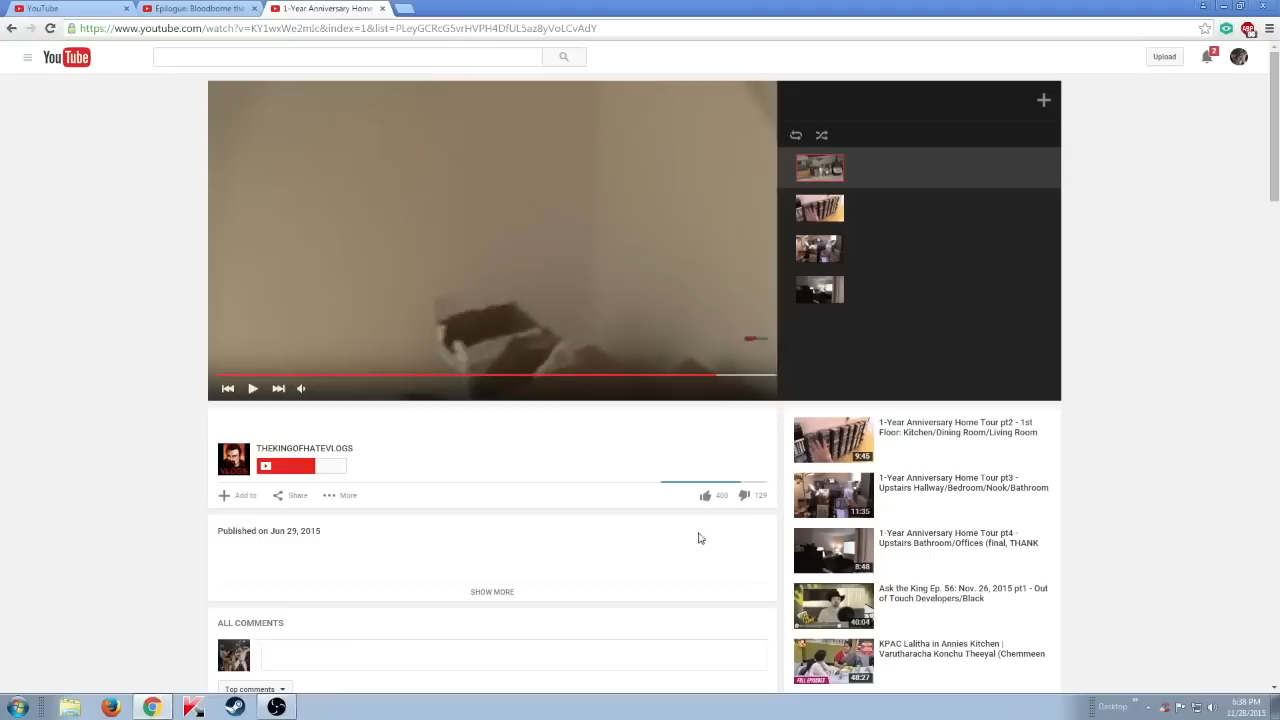 YouTube
Epilogue: Bloodborne the
1-Year Anniversary Home
https://www.youtube.com/watch?v=KY1wxWe2mic&index=1&list=PLeyGCRcG5vrHVPH4DfUL5az8yVoLCvAdY
YouTube
Upload
2
THEKINGOFHATEVLOGS
VLOGS
Add to
Share
More
400
129
Published on Jun 29, 2015
SHOW MORE
ALL COMMENTS
Top comments
1-Year Anniversary Home Tour pt2 - 1st
Floor: Kitchen/Dining Room/Living Room
9:45
1-Year Anniversary Home Tour pt3 -
Upstairs Hallway/Bedroom/Nook/Bathroom
11:35
1-Year Anniversary Home Tour pt4 -
Upstairs Bathroom/Offices (final, THANK
8:48
Ask the King Ep. 56: Nov. 26, 2015 pt1 - Out
of Touch Developers/Black
40:04
KPAC Lalitha in Annies Kitchen |
Varutharacha Konchu Theeyal (Chemmeen
FULL EPISODES
48:27
Desktop
6:38 PM
11/28/2015